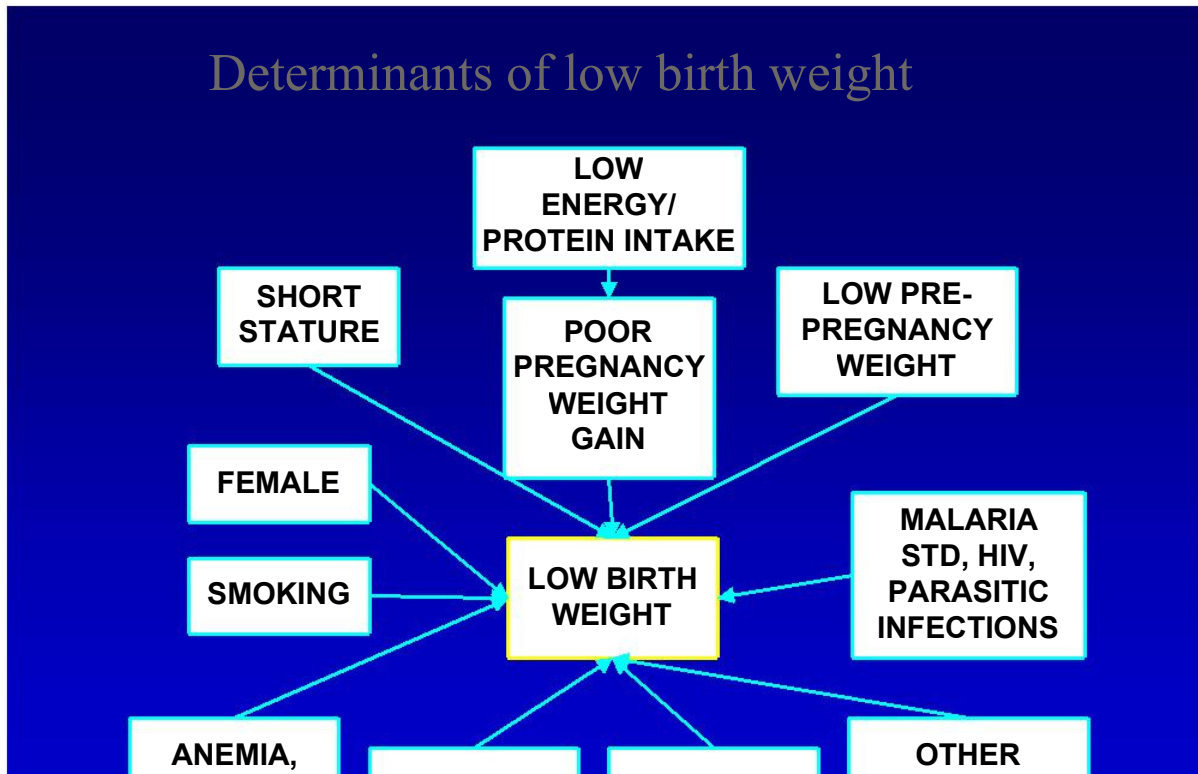 Determinants of low birth weight
LOW
ENERGY/
PROTEIN INTAKE
SHORT
STATURE
POOR
PREGNANCY
WEIGHT
GAIN
LOW PRE-
PREGNANCY
WEIGHT
FEMALE
SMOKING
LOW BIRTH
WEIGHT
MALARIA
STD, HIV,
PARASITIC
INFECTIONS
ANEMIA,
OTHER